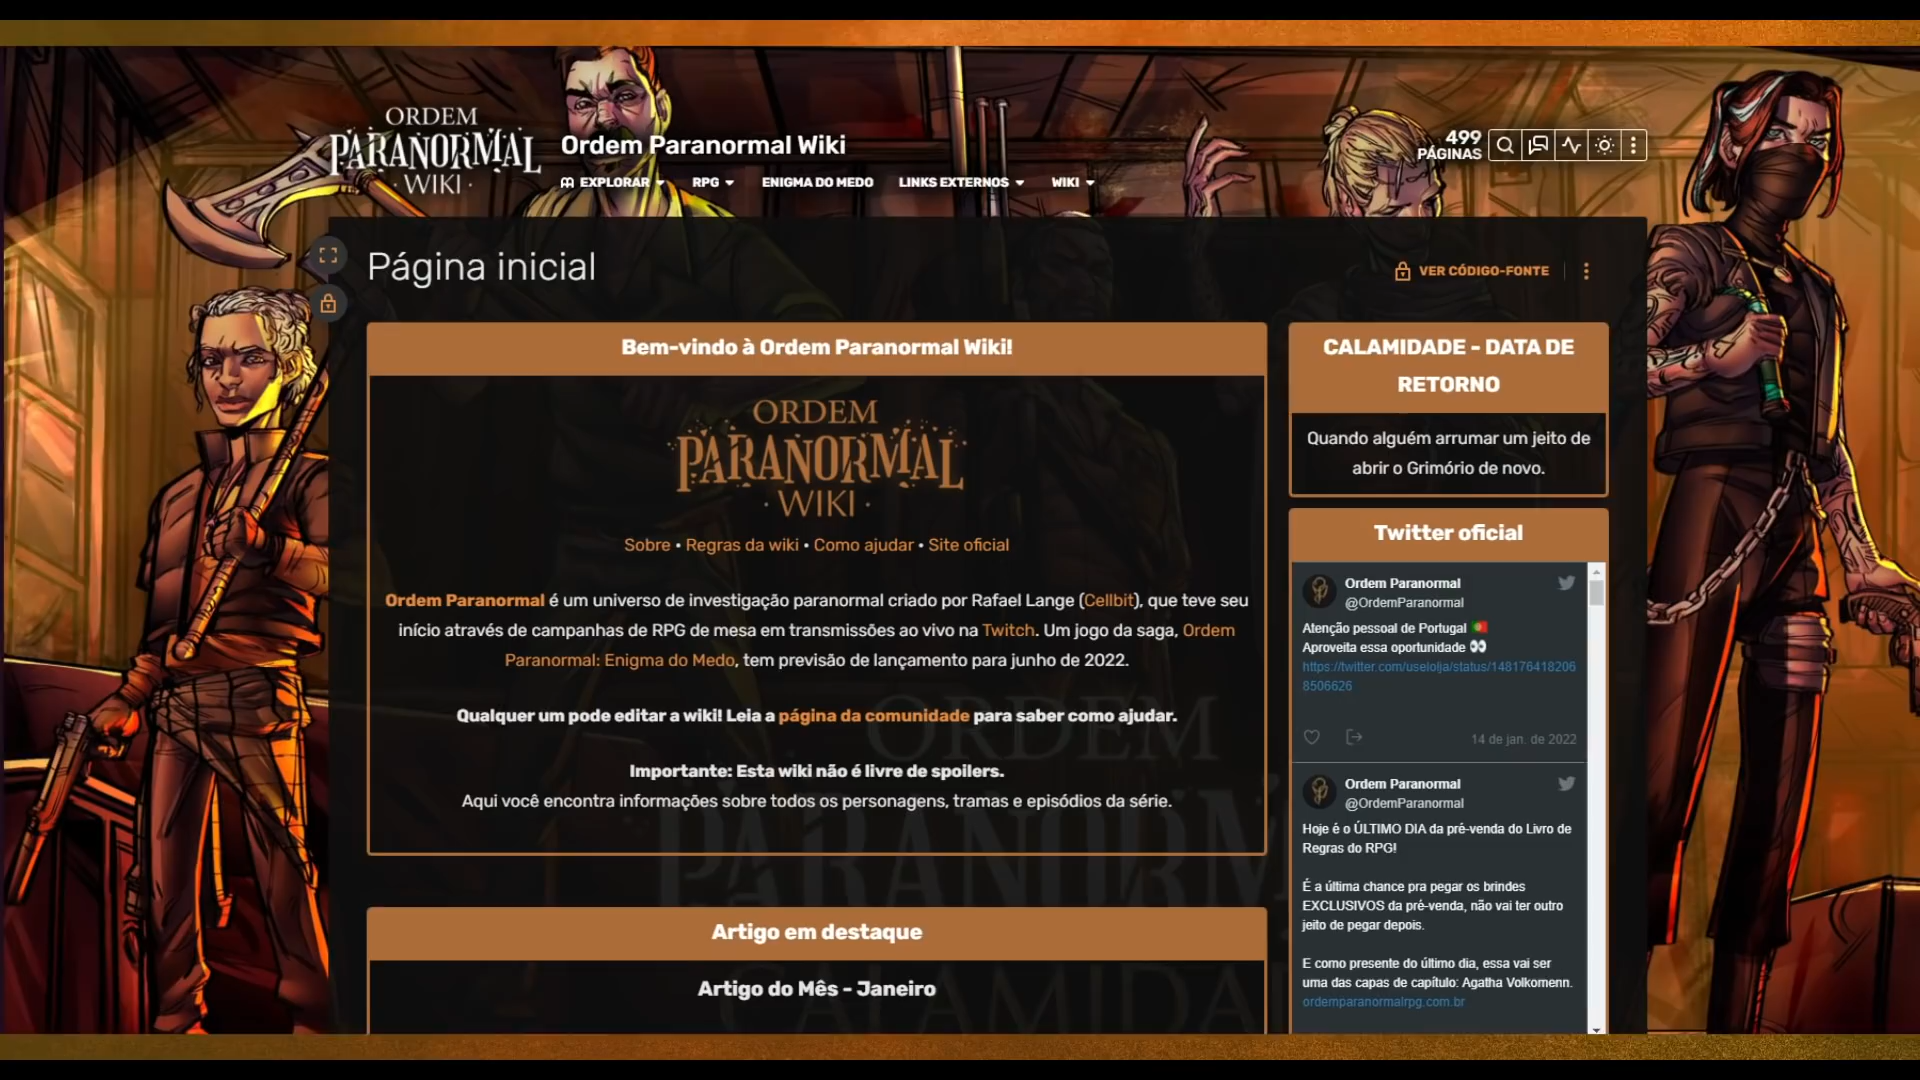 ORDEM
PARANORMAL
· WIKI ·
Ordem Paranormal Wiki
EXPLORAR
RPG
ENIGMA DO MEDO
LINKS EXTERNOS
WIKI
499
PÁGINAS
Página inicial
VER CÓDIGO-FONTE
Bem-vindo à Ordem Paranormal Wiki!
ORDEM
PARANORMAL
· WIKI ·
Sobre • Regras da wiki • Como ajudar • Site oficial
Ordem Paranormal é um universo de investigação paranormal criado por Rafael Lange (Cellbit), que teve seu
início através de campanhas de RPG de mesa em transmissões ao vivo na Twitch. Um jogo da saga, Ordem
Paranormal: Enigma do Medo, tem previsão de lançamento para junho de 2022.
Qualquer um pode editar a wiki! Leia a página da comunidade para saber como ajudar.
Importante: Esta wiki não é livre de spoilers.
Aqui você encontra informações sobre todos os personagens, tramas e episódios da série.
ORDEM
PARANORM
CALAMIDA
Artigo em destaque
Artigo do Mês - Janeiro
CALAMIDADE - DATA DE
RETORNO
Quando alguém arrumar um jeito de
abrir o Grimório de novo.
Twitter oficial
Ordem Paranormal
@OrdemParanormal
Atenção pessoal de Portugal 🇵🇹
Aproveita essa oportunidade 👀
https://twitter.com/uselolja/status/148176418206
8506626
14 de jan. de 2022
Ordem Paranormal
@OrdemParanormal
Hoje é o ÚLTIMO DIA da pré-venda do Livro de
Regras do RPG!
É a última chance pra pegar os brindes
EXCLUSIVOS da pré-venda, não vai ter outro
jeito de pegar depois.
E como presente do último dia, essa vai ser
uma das capas de capítulo: Agatha Volkomenn.
ordemparanormalrpg.com.br